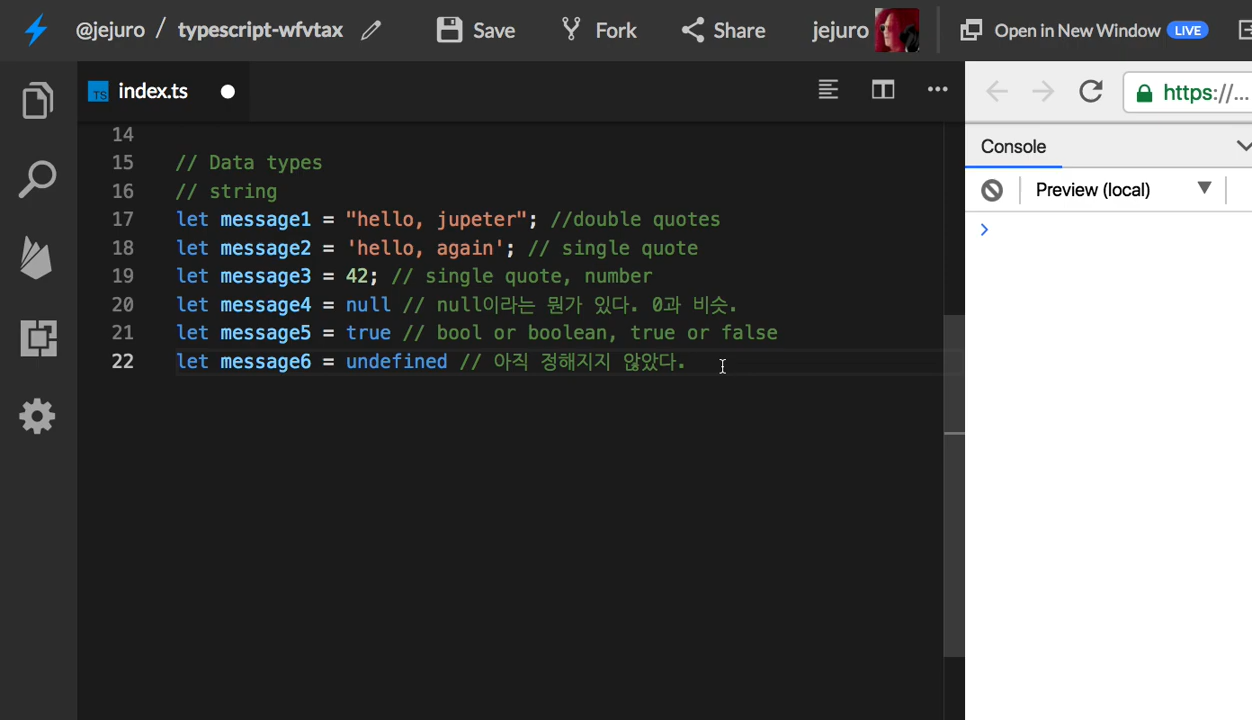 @jejuro / typescript-wfvtax Save Fork Share jejuro Open in New Window LIVE
TS index.ts
https://...
Console
Preview (local)
14
15 // Data types
16 // string
17 let message1 = "hello, jupeter"; //double quotes
18 let message2 = 'hello, again'; // single quote
19 let message3 = 42; // single quote, number
20 let message4 = null // null이라는 뭔가 있다. 0과 비슷.
21 let message5 = true // bool or boolean, true or false
22 let message6 = undefined // 아직 정해지지 않았다.